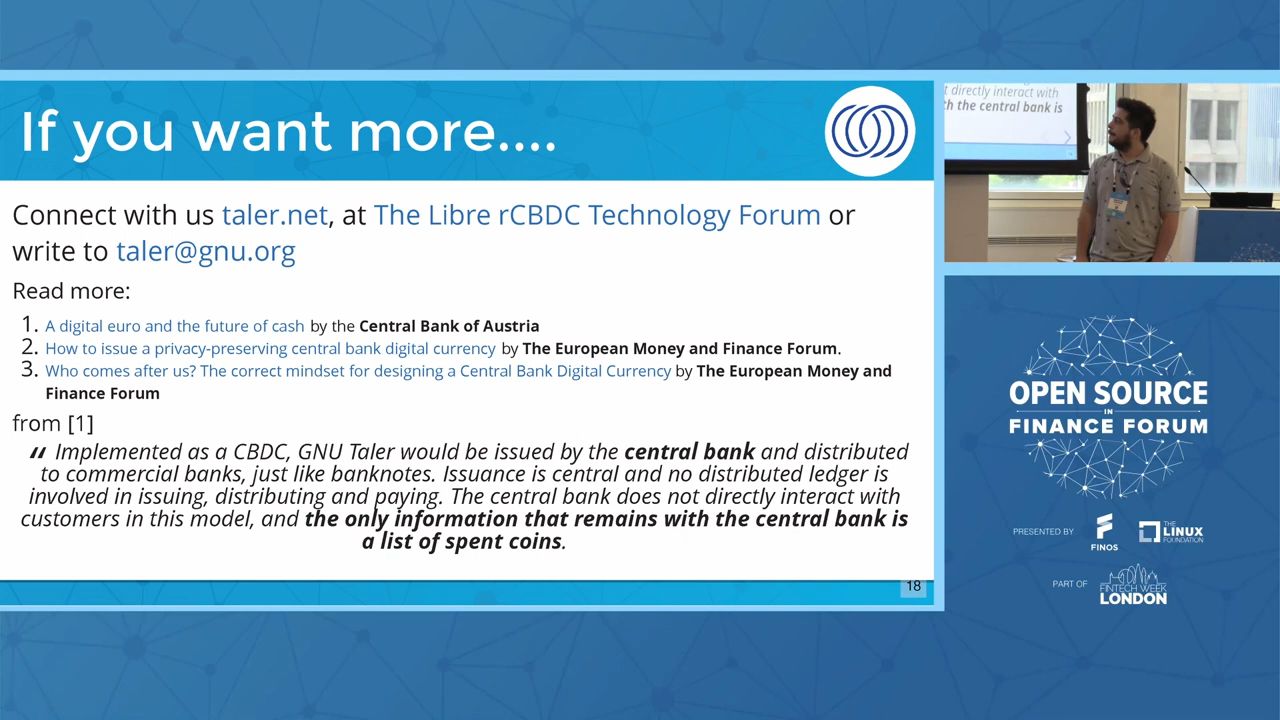 If you want more....
Connect with us taler.net, at The Libre rCBDC Technology Forum or
write to taler@gnu.org
Read more:
1. A digital euro and the future of cash by the Central Bank of Austria
2. How to issue a privacy-preserving central bank digital currency by The European Money and Finance Forum.
3. Who comes after us? The correct mindset for designing a Central Bank Digital Currency by The European Money and
Finance Forum
from [1]
“ Implemented as a CBDC, GNU Taler would be issued by the central bank and distributed
to commercial banks, just like banknotes. Issuance is central and no distributed ledger is
involved in issuing, distributing and paying. The central bank does not directly interact with
customers in this model, and the only information that remains with the central bank is
a list of spent coins.
18
t directly interact with
th the central bank is
OPEN SOURCE
IN
FINANCE FORUM
PRESENTED BY
FINOS
THE
LINUX
FOUNDATION
PART OF
FINTECH WEEK
LONDON